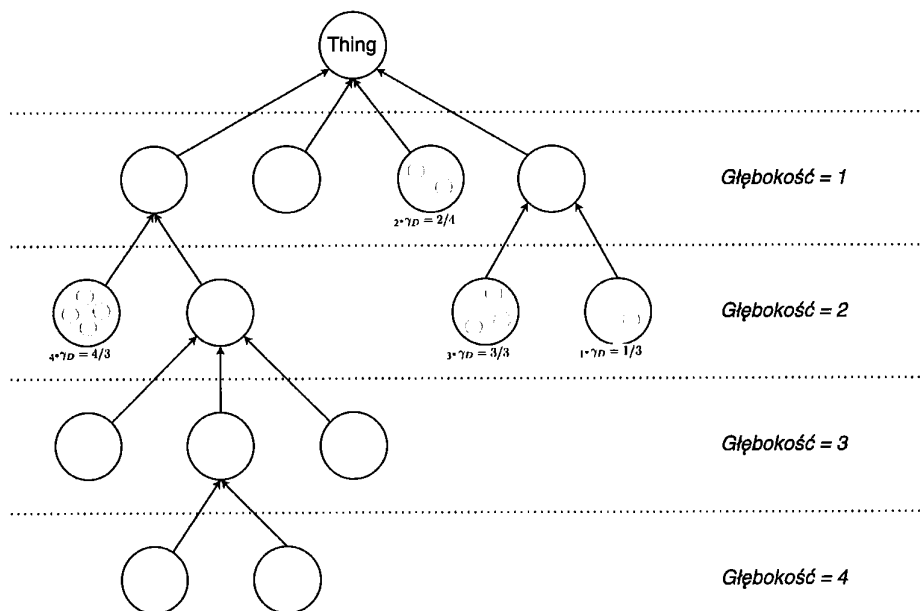 Thing
Głębokość = 1
2*γD = 2/4
Głębokość = 2
4*γD = 4/3
3*γD = 3/3
1*γD = 1/3
Głębokość = 3
Głębokość = 4